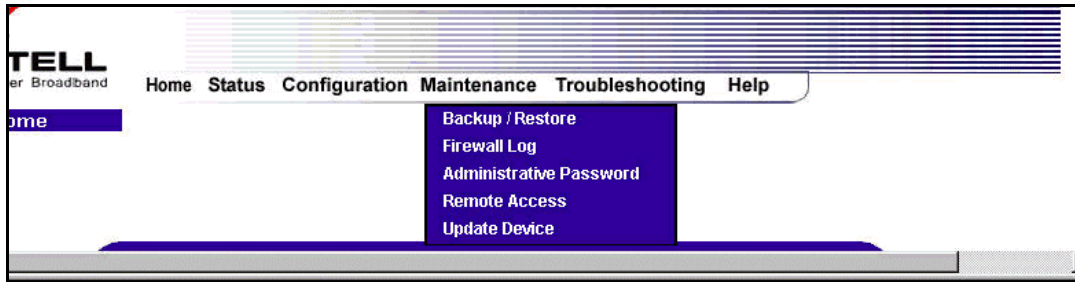 TELL
er Broadband
Home Status Configuration Maintenance Troubleshooting Help
ome
Backup / Restore
Firewall Log
Administrative Password
Remote Access
Update Device